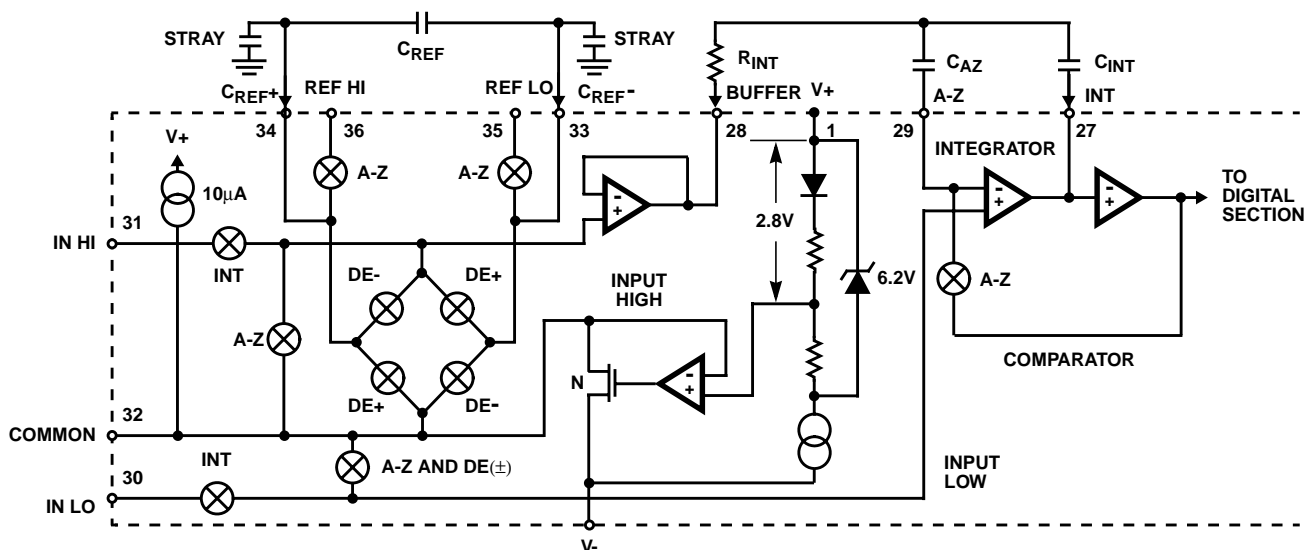 STRAY
CREF
STRAY
RINT
CAZ
CINT
CREF+
REF HI
REF LO
CREF-
BUFFER
V+
A-Z
INT
34
36
35
33
28
1
29
27
V+
10μA
A-Z
A-Z
INTEGRATOR
TO
DIGITAL
SECTION
2.8V
31
IN HI
INT
DE-
DE+
INPUT
HIGH
6.2V
A-Z
A-Z
COMPARATOR
N
DE+
DE-
32
COMMON
INT
A-Z AND DE(±)
INPUT
LOW
30
IN LO
V-
-
+
-
+
-
+
-
+